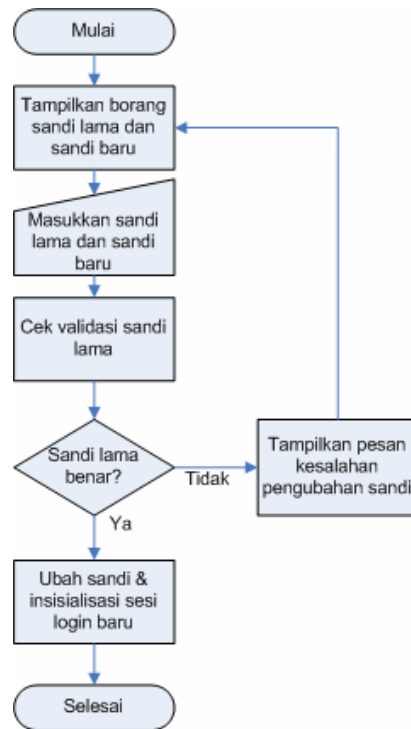 Mulai
Tampilkan borang
sandi lama dan
sandi baru
Masukkan sandi
lama dan sandi
baru
Cek validasi sandi
lama
Sandi lama
benar?
Tidak
Tampilkan pesan
kesalahan
pengubahan sandi
Ya
Ubah sandi &
insisialisasi sesi
login baru
Selesai